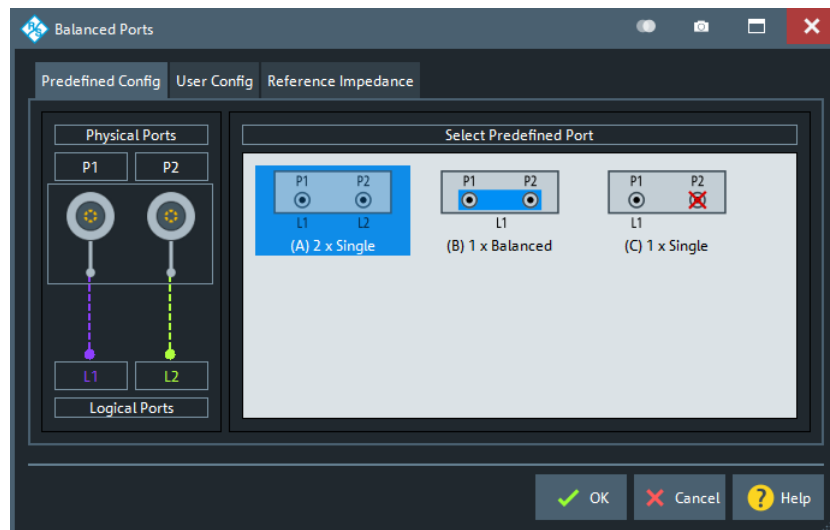 Balanced Ports
Predefined Config User Config Reference Impedance
Physical Ports
P1 P2
L1 L2
Logical Ports
Select Predefined Port
P1 P2
L1 L2
(A) 2 x Single
P1 P2
L1
(B) 1 x Balanced
P1 P2
L1
(C) 1 x Single
OK Cancel ? Help